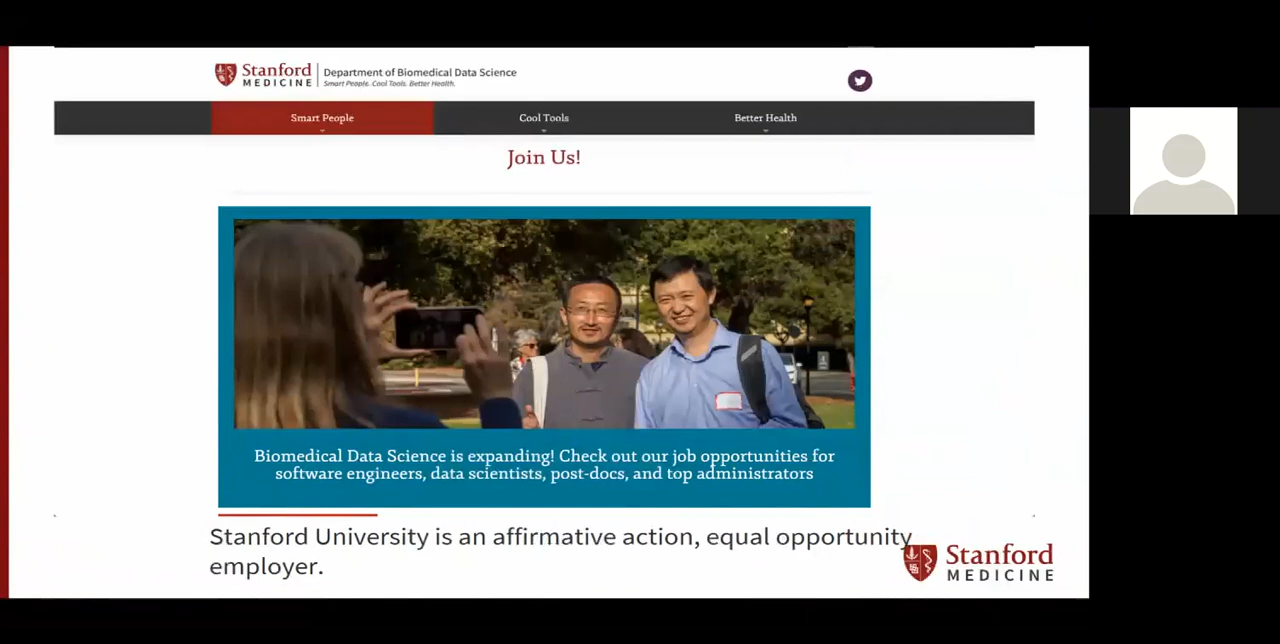 Stanford MEDICINE
Department of Biomedical Data Science
Smart People. Cool Tools. Better Health.
Smart People
Cool Tools
Better Health
Join Us!
Biomedical Data Science is expanding! Check out our job opportunities for
software engineers, data scientists, post-docs, and top administrators
Stanford University is an affirmative action, equal opportunity
employer.
Stanford
MEDICINE